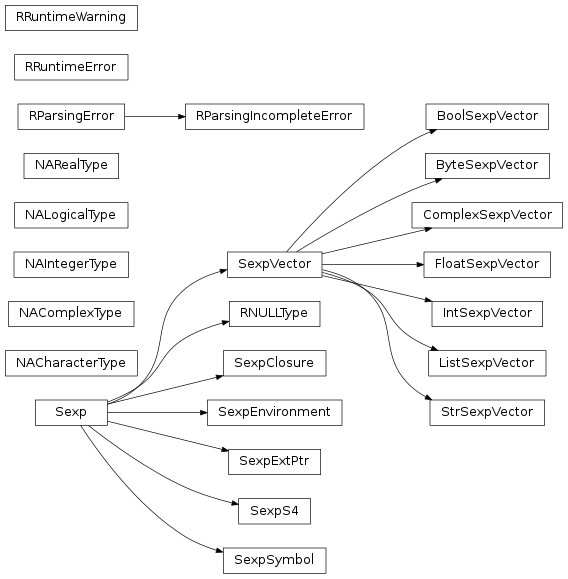 RRuntimeWarning
RRuntimeError
RParsingError
RParsingIncompleteError
BoolSexpVector
NARealType
ByteSexpVector
NALogicalType
ComplexSexpVector
NAIntegerType
SexpVector
FloatSexpVector
NAComplexType
RNULLType
IntSexpVector
NACharacterType
SexpClosure
ListSexpVector
Sexp
SexpEnvironment
StrSexpVector
SexpExtPtr
SexpS4
SexpSymbol